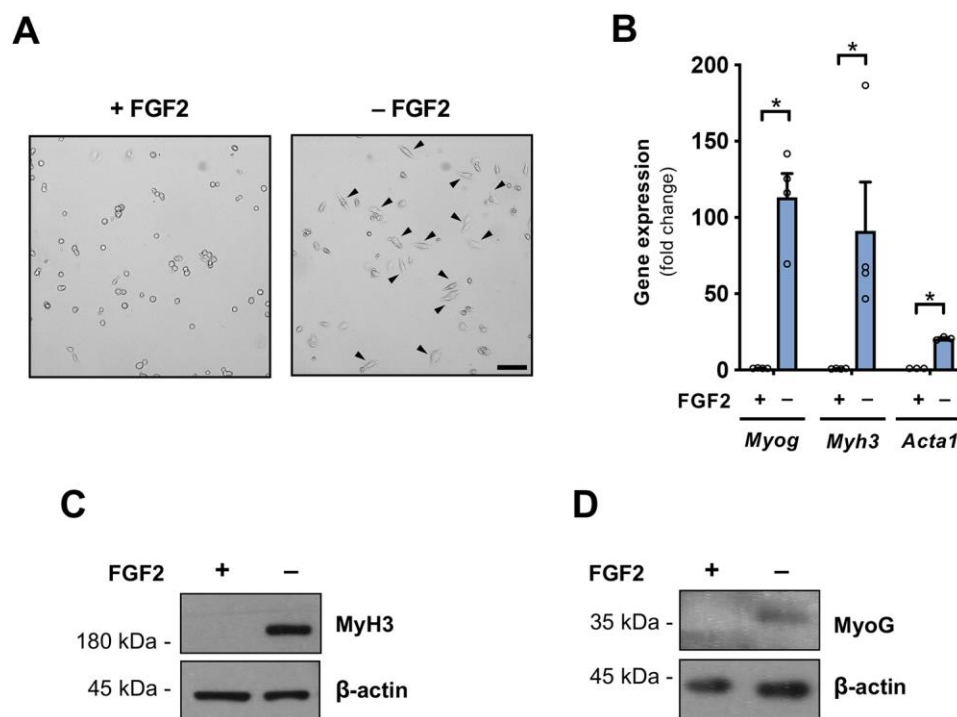 A
+ FGF2
− FGF2
B
Gene expression
(fold change)
200
150
100
50
0
*
*
*
FGF2 + − + − + −
Myog Myh3 Acta1
C
FGF2 + −
180 kDa - MyH3
45 kDa - β-actin
D
FGF2 + −
35 kDa - MyoG
45 kDa - β-actin